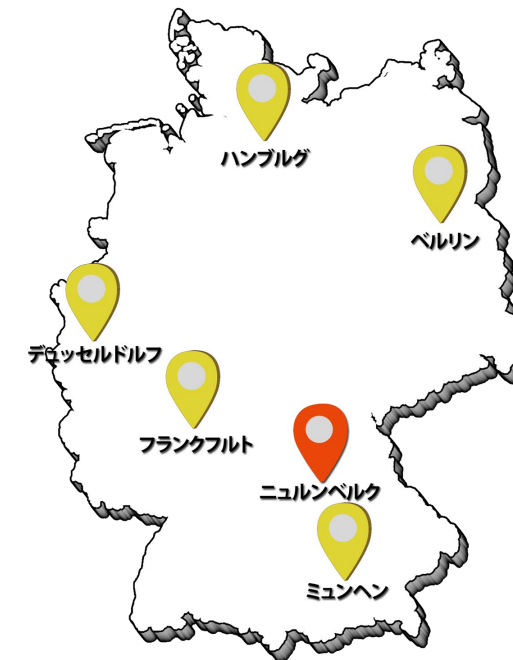 ハンブルグ
ベルリン
デュッセルドルフ
フランクフルト
ニュルンベルク
ミュンヘン